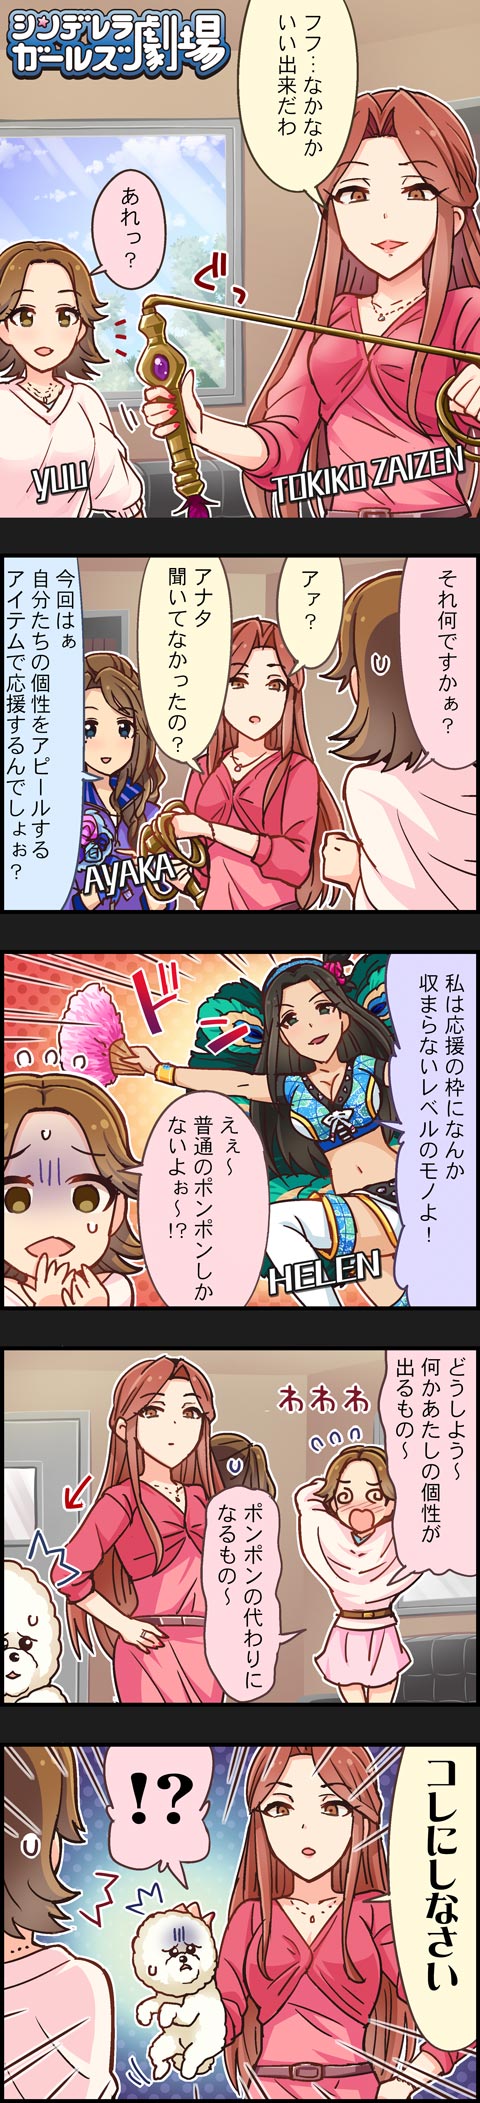 シンデレラ
ガールズ劇場
フフ…なかなか
いい出来だわ
あれっ?
ぐっ
YUU
TOKIKO ZAIZEN
それ何ですかぁ?
アァ?
アナタ
聞いてなかったの?
今回はぁ
自分たちの個性をアピールする
アイテムで応援するんでしょぉ?
AYAKA
私は応援の枠になんか
収まらないレベルのモノよ!
ドンッ
えぇ～
普通のポンポンしか
ないよぉ～!?
HELEN
どうしよう～
何かあたしの個性が
出るもの～
わわわ
ポンポンの代わりに
なるもの～
コレにしなさい
!?